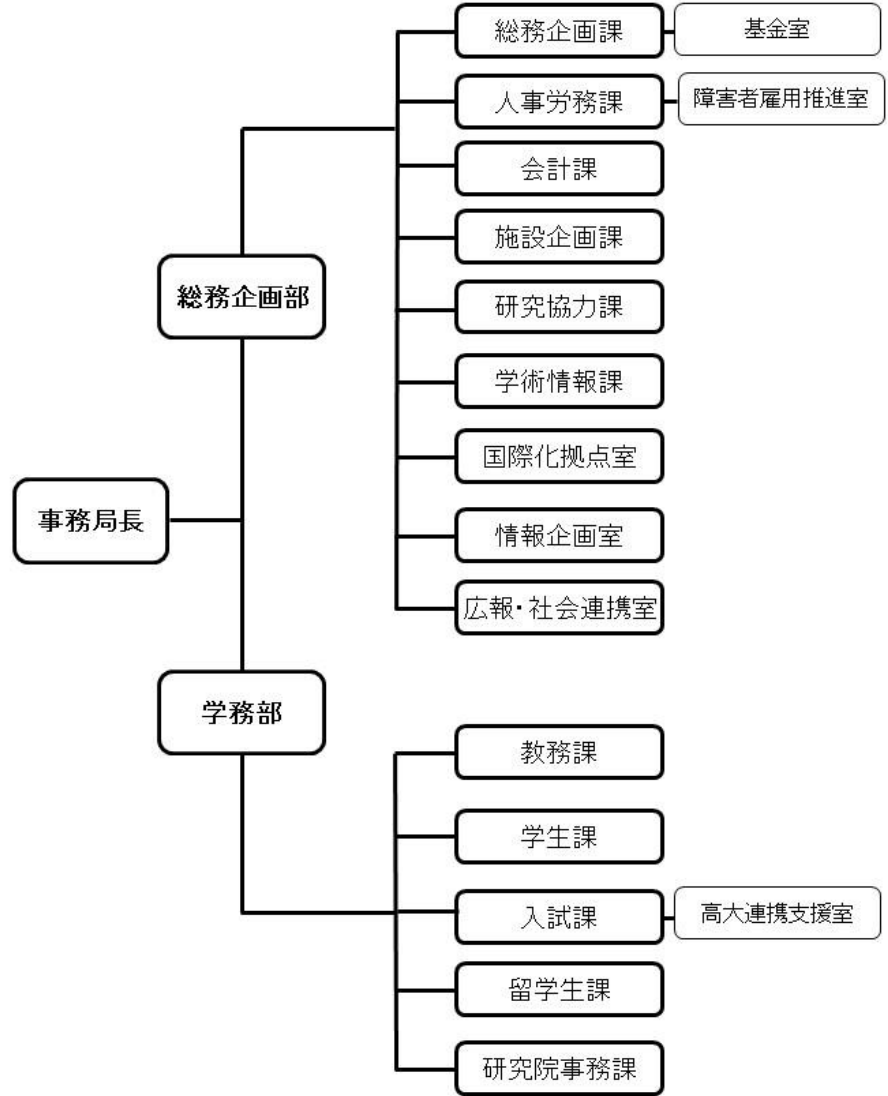 総務企画課
基金室
人事労務課
障害者雇用推進室
会計課
施設企画課
総務企画部
研究協力課
学術情報課
国際化拠点室
事務局長
情報企画室
広報・社会連携室
学務部
教務課
学生課
入試課
高大連携支援室
留学生課
研究院事務課